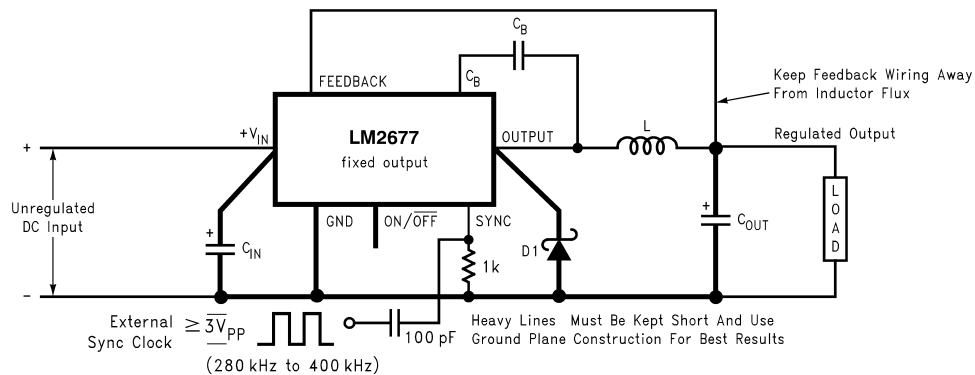 C_B
FEEDBACK
C_B
Keep Feedback Wiring Away
From Inductor Flux
+V_IN
LM2677
fixed output
OUTPUT
L
Regulated Output
+
Unregulated
DC Input
−
+
C_IN
GND
ON/O̅F̅F̅
SYNC
1k
D1
+
C_OUT
LOAD
External
Sync Clock
≥ 3V_PP
(280 kHz to 400 kHz)
100 pF
Heavy Lines Must Be Kept Short And Use
Ground Plane Construction For Best Results